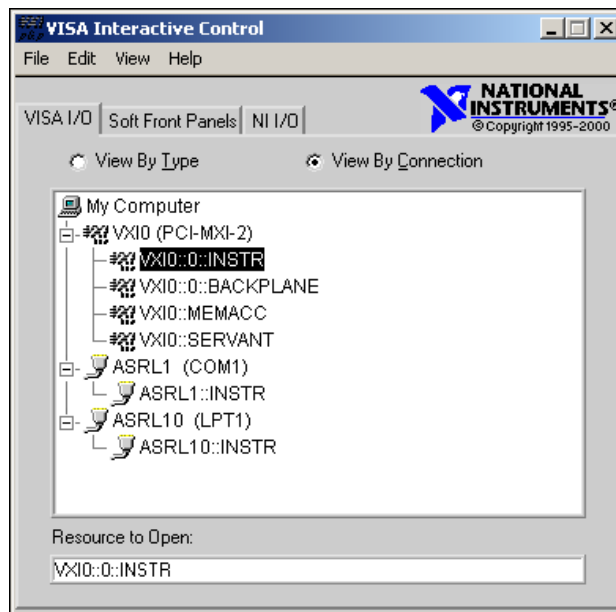 VISA Interactive Control
File Edit View Help
NATIONAL
INSTRUMENTS®
© Copyright 1995-2000
VISA I/O Soft Front Panels NI I/O
View By Type View By Connection
My Computer
VXI0 (PCI-MXI-2)
VXI0::0::INSTR
VXI0::0::BACKPLANE
VXI0::MEMACC
VXI0::SERVANT
ASRL1 (COM1)
ASRL1::INSTR
ASRL10 (LPT1)
ASRL10::INSTR
Resource to Open:
VXI0::0::INSTR